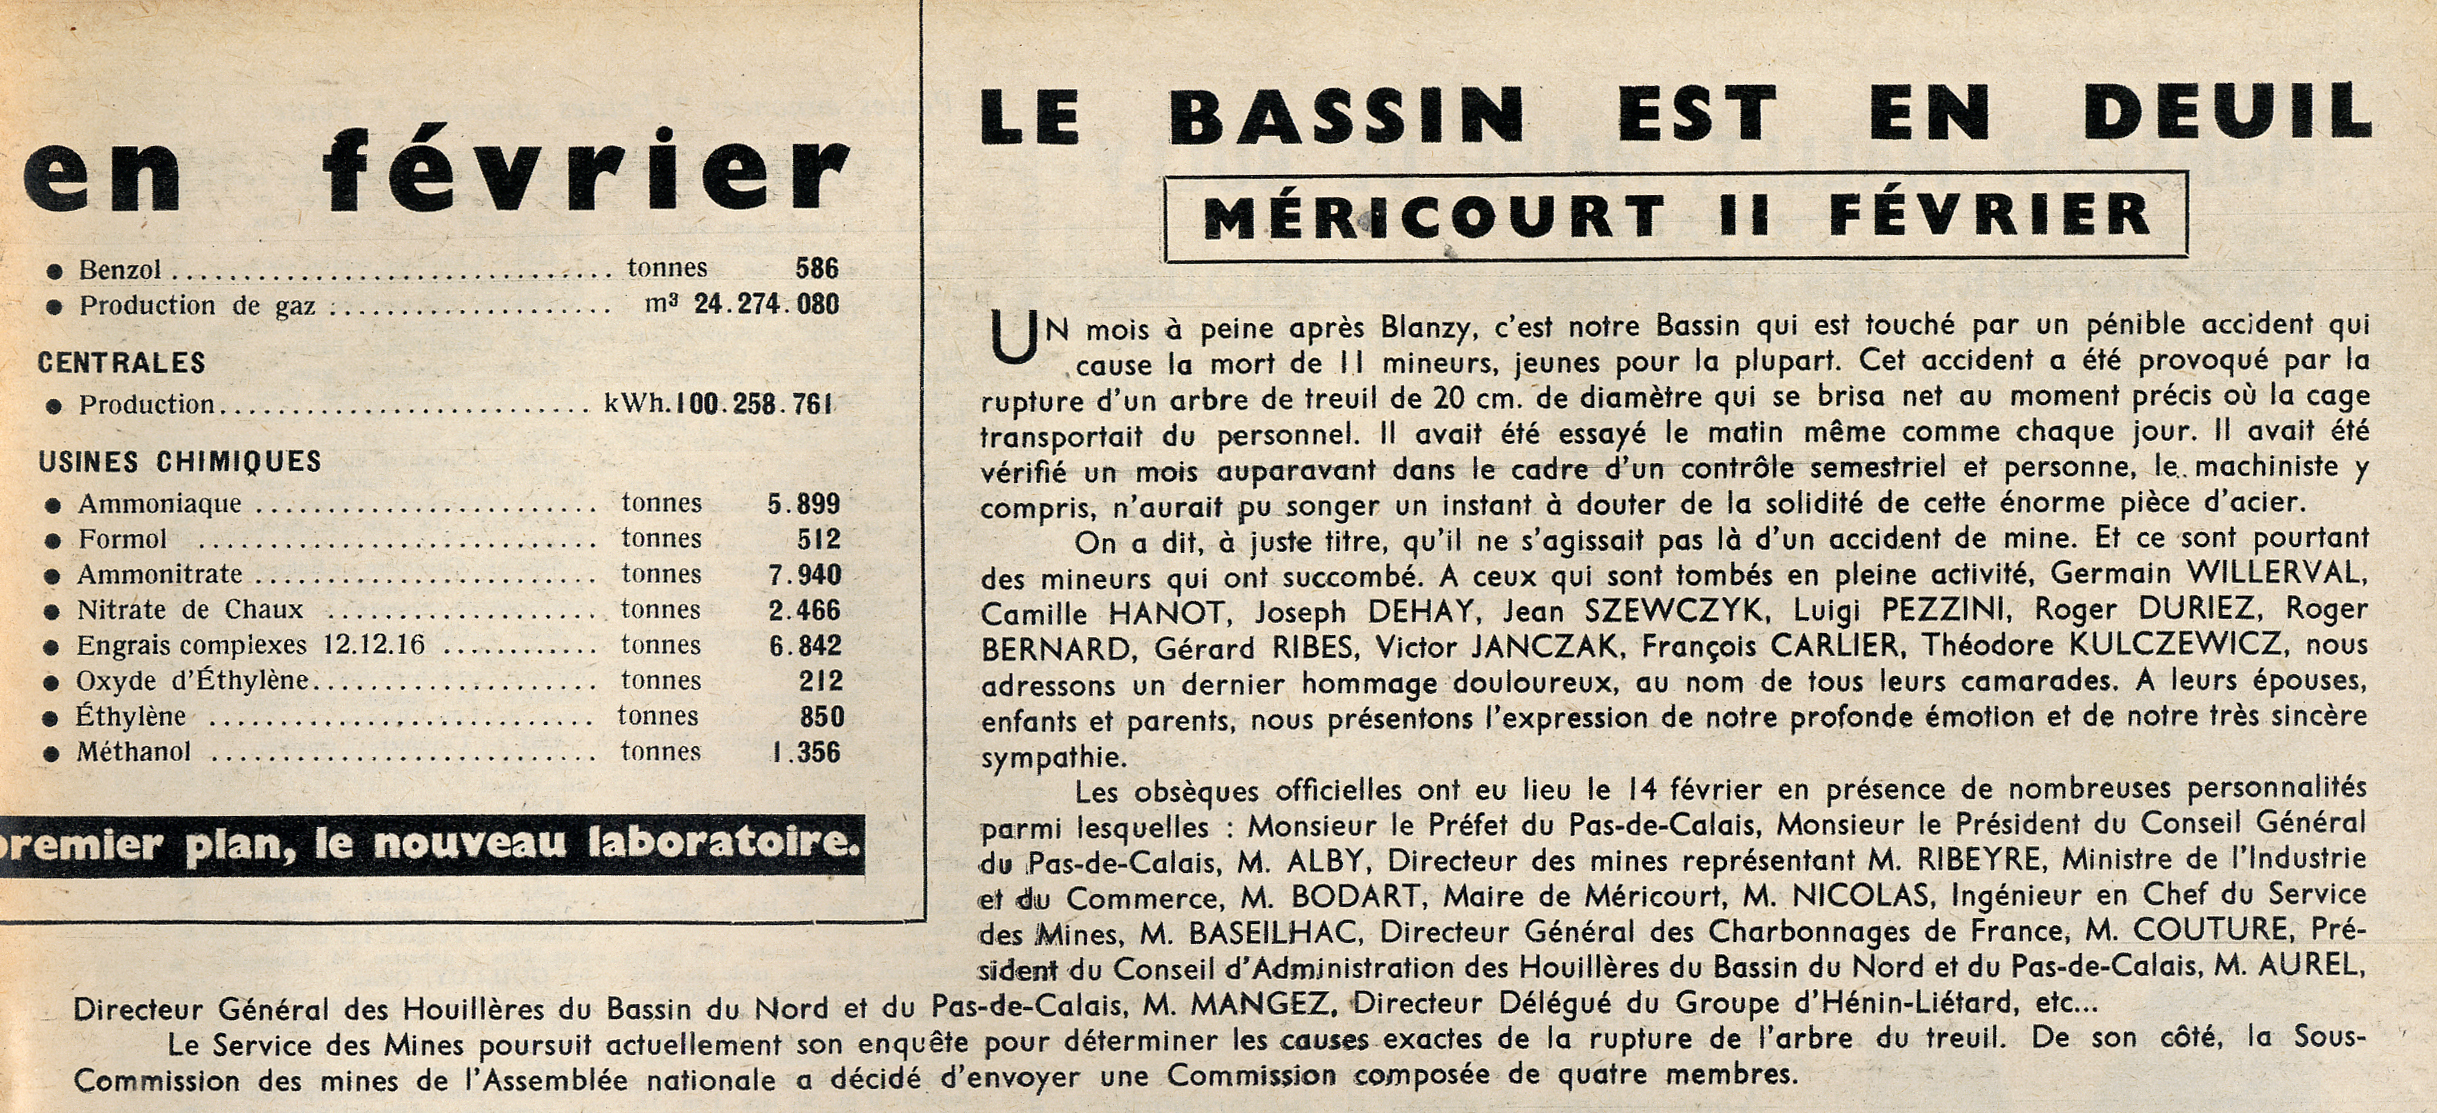 en février
● Benzol ............................... tonnes 586
● Production de gaz : ................... m³ 24.274.080
CENTRALES
● Production.......................... kWh.100.258.761
USINES CHIMIQUES
● Ammoniaque ........................ tonnes 5.899
● Formol ............................ tonnes 512
● Ammonitrate ........................ tonnes 7.940
● Nitrate de Chaux ................... tonnes 2.466
● Engrais complexes 12.12.16 ........... tonnes 6.842
● Oxyde d'Éthylène.................... tonnes 212
● Éthylène ........................... tonnes 850
● Méthanol ........................... tonnes 1.356
premier plan, le nouveau laboratoire.
LE BASSIN EST EN DEUIL
MÉRICOURT 11 FÉVRIER
UN mois à peine après Blanzy, c'est notre Bassin qui est touché par un pénible accident qui
cause la mort de 11 mineurs, jeunes pour la plupart. Cet accident a été provoqué par la
rupture d'un arbre de treuil de 20 cm. de diamètre qui se brisa net au moment précis où la cage
transportait du personnel. Il avait été essayé le matin même comme chaque jour. Il avait été
vérifié un mois auparavant dans le cadre d'un contrôle semestriel et personne, le machiniste y
compris, n'aurait pu songer un instant à douter de la solidité de cette énorme pièce d'acier.
On a dit, à juste titre, qu'il ne s'agissait pas là d'un accident de mine. Et ce sont pourtant
des mineurs qui ont succombé. A ceux qui sont tombés en pleine activité, Germain WILLERVAL,
Camille HANOT, Joseph DEHAY, Jean SZEWCZYK, Luigi PEZZINI, Roger DURIEZ, Roger
BERNARD, Gérard RIBES, Victor JANCZAK, François CARLIER, Théodore KULCZEWICZ, nous
adressons un dernier hommage douloureux, au nom de tous leurs camarades. A leurs épouses,
enfants et parents, nous présentons l'expression de notre profonde émotion et de notre très sincère
sympathie.
Les obsèques officielles ont eu lieu le 14 février en présence de nombreuses personnalités
parmi lesquelles : Monsieur le Préfet du Pas-de-Calais, Monsieur le Président du Conseil Général
du Pas-de-Calais, M. ALBY, Directeur des mines représentant M. RIBEYRE, Ministre de l'Industrie
et du Commerce, M. BODART, Maire de Méricourt, M. NICOLAS, Ingénieur en Chef du Service
des Mines, M. BASEILHAC, Directeur Général des Charbonnages de France, M. COUTURE, Pré-
sident du Conseil d'Administration des Houillères du Bassin du Nord et du Pas-de-Calais, M. AUREL,
Directeur Général des Houillères du Bassin du Nord et du Pas-de-Calais, M. MANGEZ, Directeur Délégué du Groupe d'Hénin-Liétard, etc...
Le Service des Mines poursuit actuellement son enquête pour déterminer les causes exactes de la rupture de l'arbre du treuil. De son côté, la Sous-
Commission des mines de l'Assemblée nationale a décidé d'envoyer une Commission composée de quatre membres.